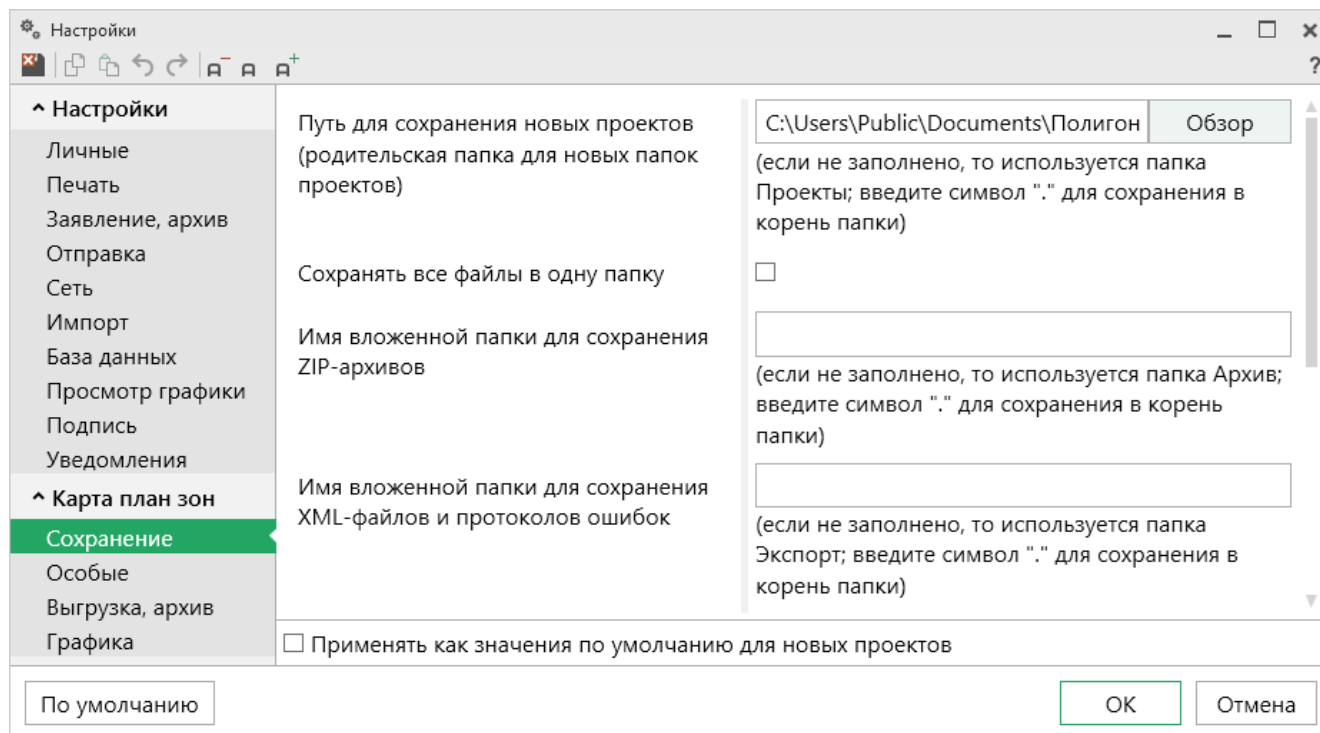 Настройки
?
Настройки
Личные
Печать
Заявление, архив
Отправка
Сеть
Импорт
База данных
Просмотр графики
Подпись
Уведомления
Карта план зон
Сохранение
Особые
Выгрузка, архив
Графика
Путь для сохранения новых проектов
(родительская папка для новых папок
проектов)
C:\Users\Public\Documents\Полигон
Обзор
(если не заполнено, то используется папка
Проекты; введите символ "." для сохранения в
корень папки)
Сохранять все файлы в одну папку
Имя вложенной папки для сохранения
ZIP-архивов
(если не заполнено, то используется папка Архив;
введите символ "." для сохранения в корень
папки)
Имя вложенной папки для сохранения
XML-файлов и протоколов ошибок
(если не заполнено, то используется папка
Экспорт; введите символ "." для сохранения в
корень папки)
Применять как значения по умолчанию для новых проектов
По умолчанию
ОК
Отмена